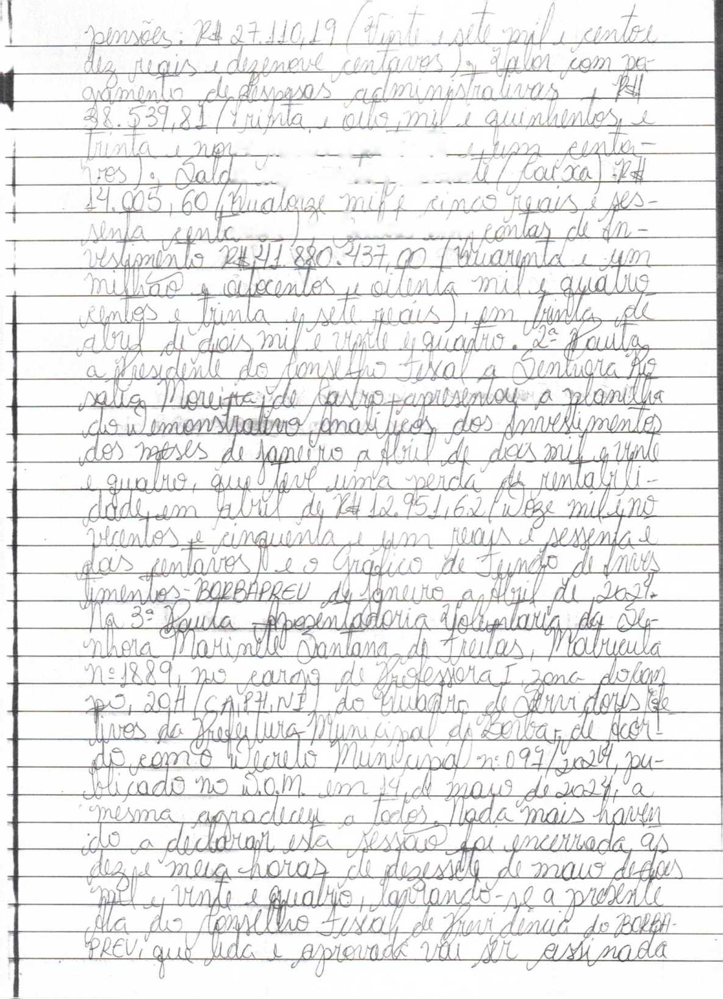 pensões: R$ 27.110,19 (Vinte e sete mil e cento e
dez reais e dezenove centavos); Valor com pa-
gamento de despesas administrativas, R$
38.539,81 (Trinta e oito mil e quinhentos e
trinta e nov e um centa-
vos); Sald te (Caixa): R$
14.005,60 (Quatorze mil e cinco reais e ses-
senta centa ), contas de In-
vestimento R$ 41.880.437,00 (Quarenta e um
milhão e oitocentos e oitenta mil e quatro
centos e trinta e sete reais), em trinta de
abril de dois mil e vinte e quatro. 2ª Pauta
a Presidente do Conselho Fiscal a Senhora Ro
salia Moreira de Castro apresentou a planilha
do Demonstrativo Analiticos dos Investimentos
dos meses de Janeiro a Abril de dois mil e vinte
e quatro, que teve uma perda de rentabili-
dade em abril de R$ 12.951,62 (Doze mil e no
vecentos e cinquenta e um reais e sessenta e
dois centavos) e o Gráfico de Fundo de Inves
timentos - BORBAPREV de Janeiro a Abril de 2024.
Na 3ª Pauta Aposentadoria Voluntaria da Se-
nhora Marinete Santana de Freitas, Matricula
nº 1889, no cargo de Professora I, zona do cam
po, 20H (CA,PH,NI) do Quadro de Servidores Efe
tivos da Prefeitura Municipal de Borba, de Acor-
do com o Decreto Municipal nº 097/2024, pu-
blicado no D.O.M. em 14 de maio de 2024, a
mesma agradeceu a todos. Nada mais haven
do a declarar esta sessão foi encerrada às
dez e meia horas de dezessete de maio de dois
mil e vinte e quatro, lavrando-se a presente
Ata do Conselho Fiscal de Previdência do BORBA-
PREV, que lida e aprovada vai ser assinada